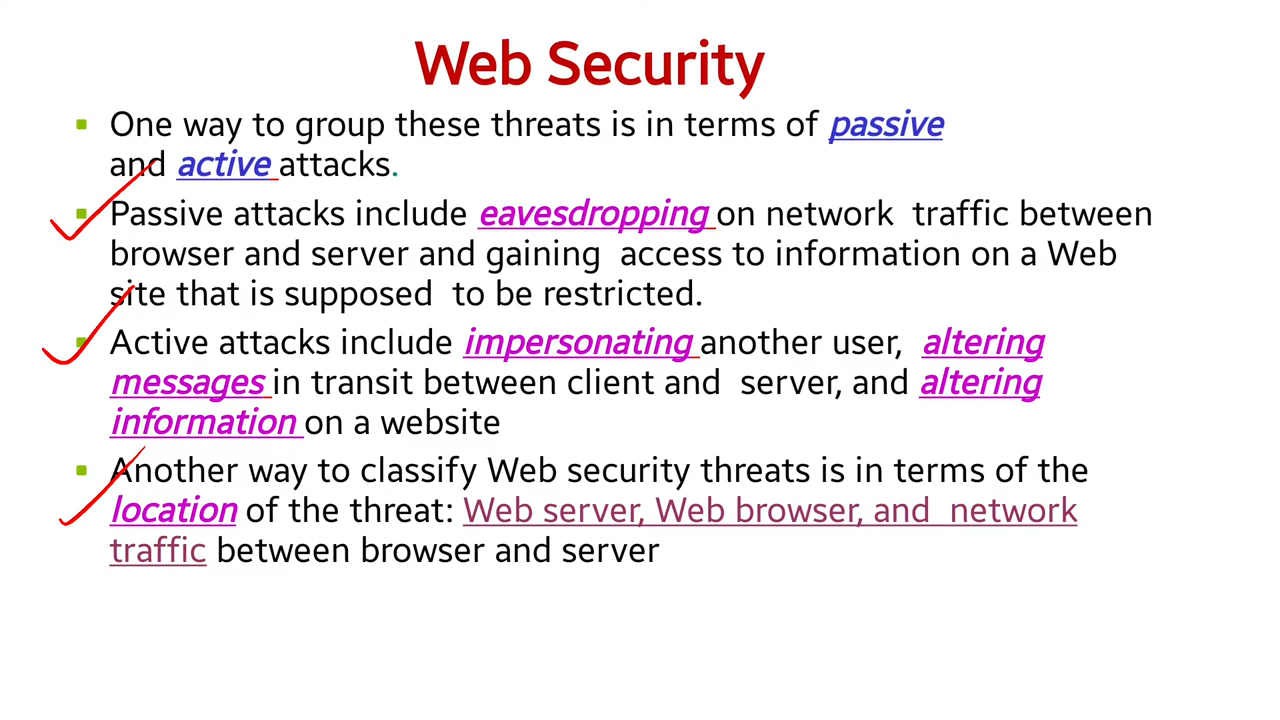 Web Security
One way to group these threats is in terms of passive
and active attacks.
Passive attacks include eavesdropping on network traffic between
browser and server and gaining access to information on a Web
site that is supposed to be restricted.
Active attacks include impersonating another user, altering
messages in transit between client and server, and altering
information on a website
Another way to classify Web security threats is in terms of the
location of the threat: Web server, Web browser, and network
traffic between browser and server